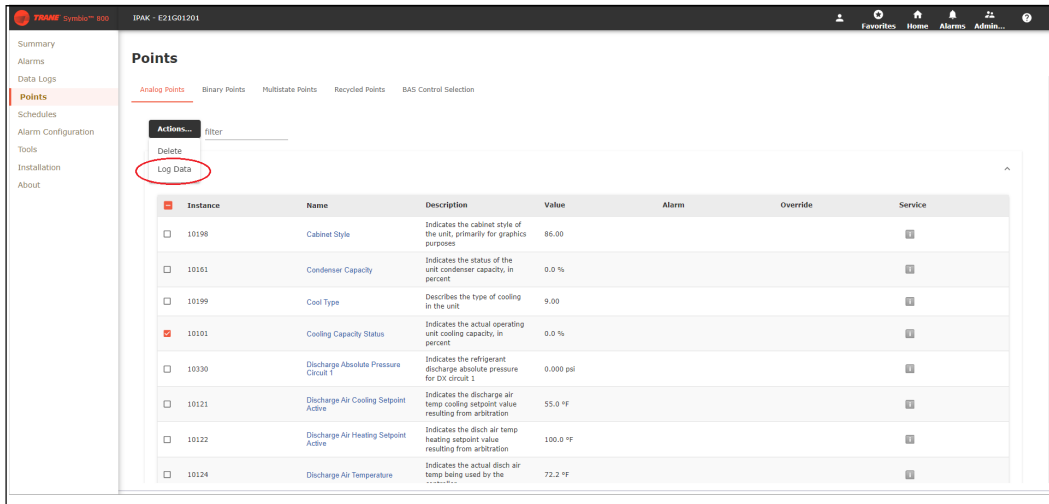 TRANE Symbio™ 800
IPAK - E21G01201
Favorites Home Alarms Admin...
Summary
Alarms
Data Logs
Points
Schedules
Alarm Configuration
Tools
Installation
About
Points
Analog Points Binary Points Multistate Points Recycled Points BAS Control Selection
Actions... filter
Delete
Log Data
Instance Name Description Value Alarm Override Service
10198 Cabinet Style Indicates the cabinet style of
the unit, primarily for graphics
purposes 86.00
10161 Condenser Capacity Indicates the status of the
unit condenser capacity, in
percent 0.0 %
10199 Cool Type Describes the type of cooling
in the unit 9.00
10101 Cooling Capacity Status Indicates the actual operating
unit cooling capacity, in
percent 0.0 %
10330 Discharge Absolute Pressure
Circuit 1 Indicates the refrigerant
discharge absolute pressure
for DX circuit 1 0.000 psi
10121 Discharge Air Cooling Setpoint
Active Indicates the discharge air
temp cooling setpoint value
resulting from arbitration 55.0 °F
10122 Discharge Air Heating Setpoint
Active Indicates the disch air temp
heating setpoint value
resulting from arbitration 100.0 °F
10124 Discharge Air Temperature Indicates the actual disch air
temp being used by the 72.2 °F